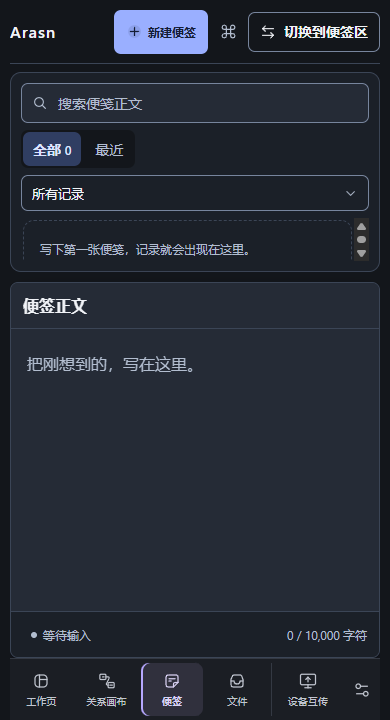 Arasn
新建便签
切换到便签区
搜索便笺正文
全部 0
最近
所有记录
写下第一张便笺，记录就会出现在这里。
便签正文
把刚想到的，写在这里。
等待输入
0 / 10,000 字符
工作页
关系画布
便签
文件
设备互传